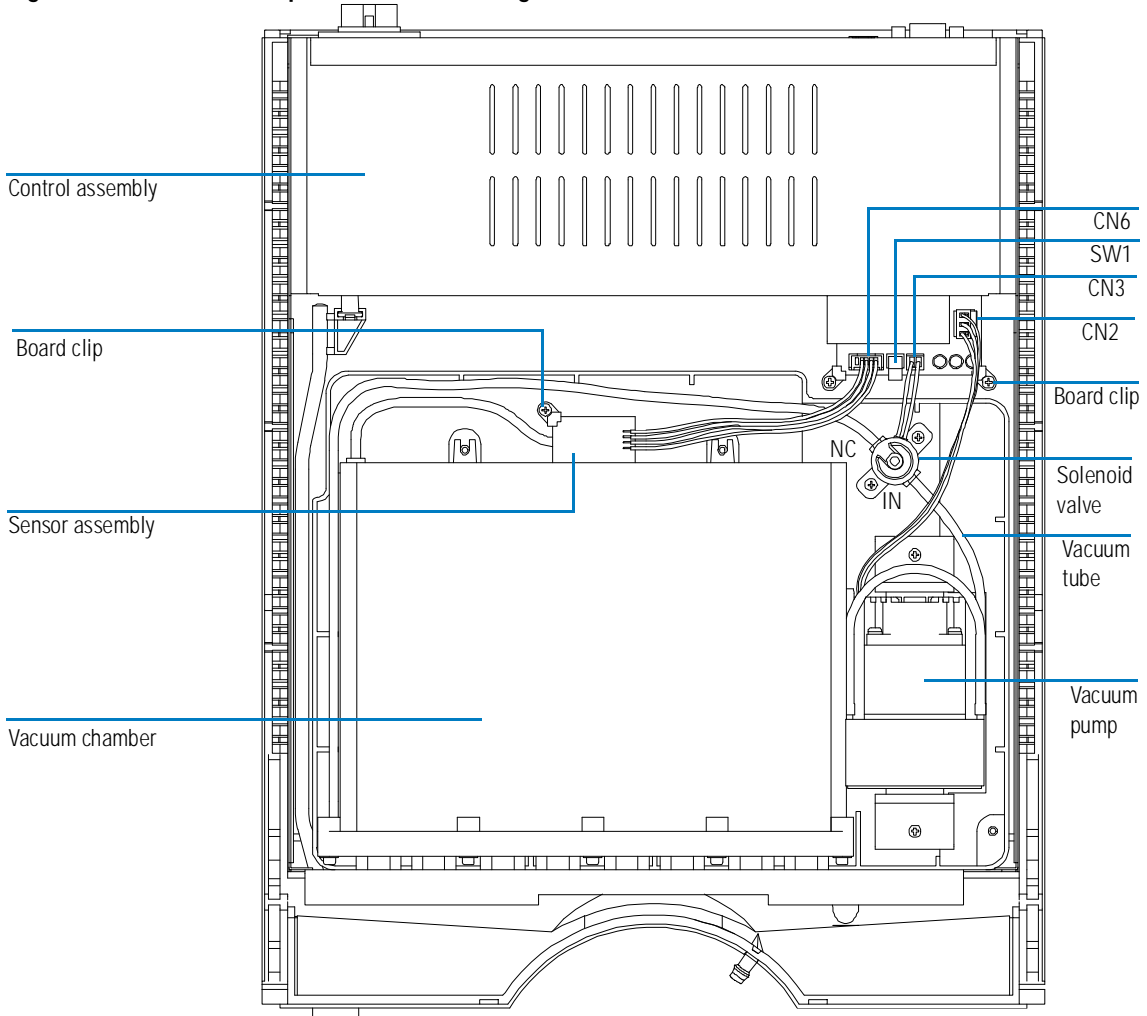 Control assembly
CN6
SW1
CN3
CN2
Board clip
Board clip
NC
IN
Solenoid
valve
Sensor assembly
Vacuum
tube
Vacuum
pump
Vacuum chamber